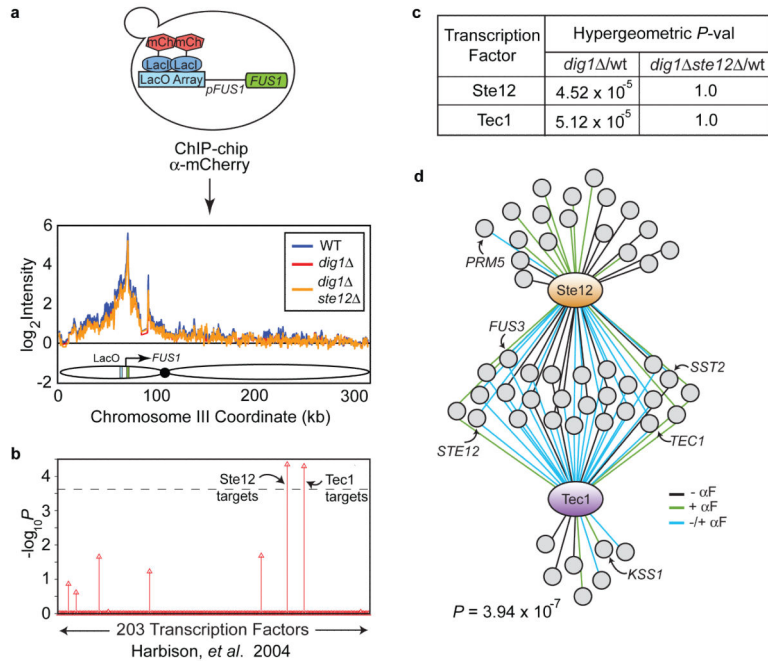 a
mCh mCh
LacI LacI
LacO Array
pFUS1
FUS1
ChIP-chip
α-mCherry
6
4
2
0
-2
log2Intensity
WT
dig1Δ
dig1Δ
ste12Δ
LacO
FUS1
0
100
200
300
Chromosome III Coordinate (kb)
b
-log10P
4
3
2
1
0
Ste12
targets
Tec1
targets
203 Transcription Factors
Harbison, et al. 2004
c
Transcription
Factor
Hypergeometric P-val
dig1Δ/wt
dig1Δste12Δ/wt
Ste12
4.52 x 10-5
1.0
Tec1
5.12 x 10-5
1.0
d
PRM5
Ste12
FUS3
SST2
STE12
TEC1
Tec1
- αF
+ αF
-/+ αF
KSS1
P = 3.94 x 10-7